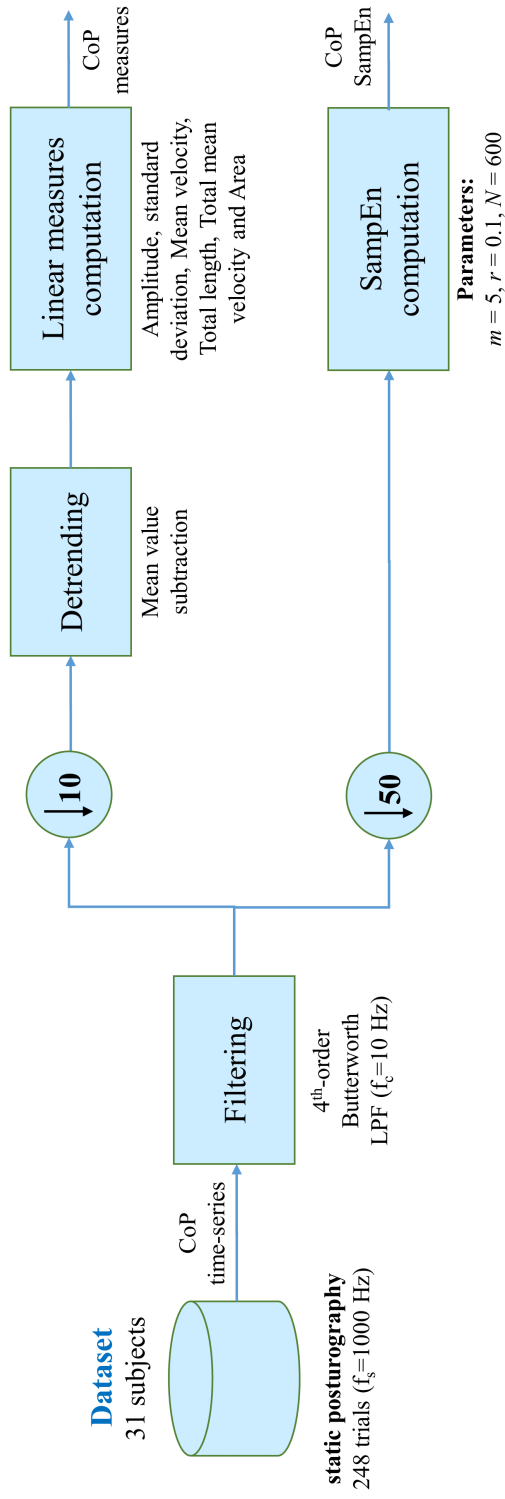 Dataset
31 subjects
static posturography
248 trials (fs=1000 Hz)
CoP
time-series
Filtering
4th-order
Butterworth
LPF (fc=10 Hz)
10
Detrending
Mean value
subtraction
Linear measures
computation
Amplitude, standard
deviation, Mean velocity,
Total length, Total mean
velocity and Area
CoP
measures
50
SampEn
computation
Parameters:
m = 5, r = 0.1, N = 600
CoP
SampEn